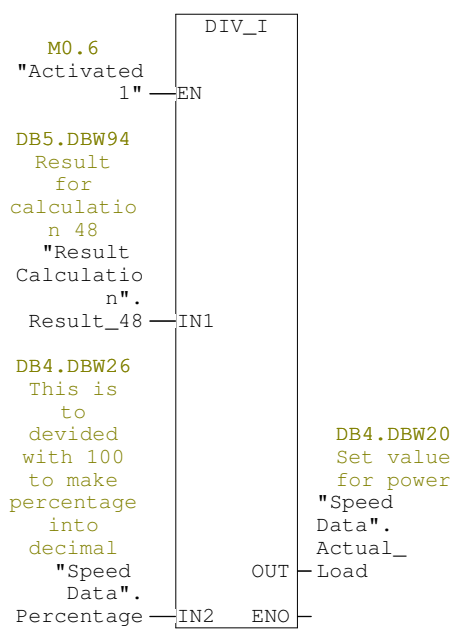 DIV_I
M0.6
"Activated
1"
EN
DB5.DBW94
Result
for
calculatio
n 48
"Result
Calculatio
n".
Result_48
IN1
DB4.DBW26
This is
to
devided
with 100
to make
percentage
into
decimal
"Speed
Data".
Percentage
IN2
DB4.DBW20
Set value
for power
"Speed
Data".
Actual_
Load
OUT
ENO